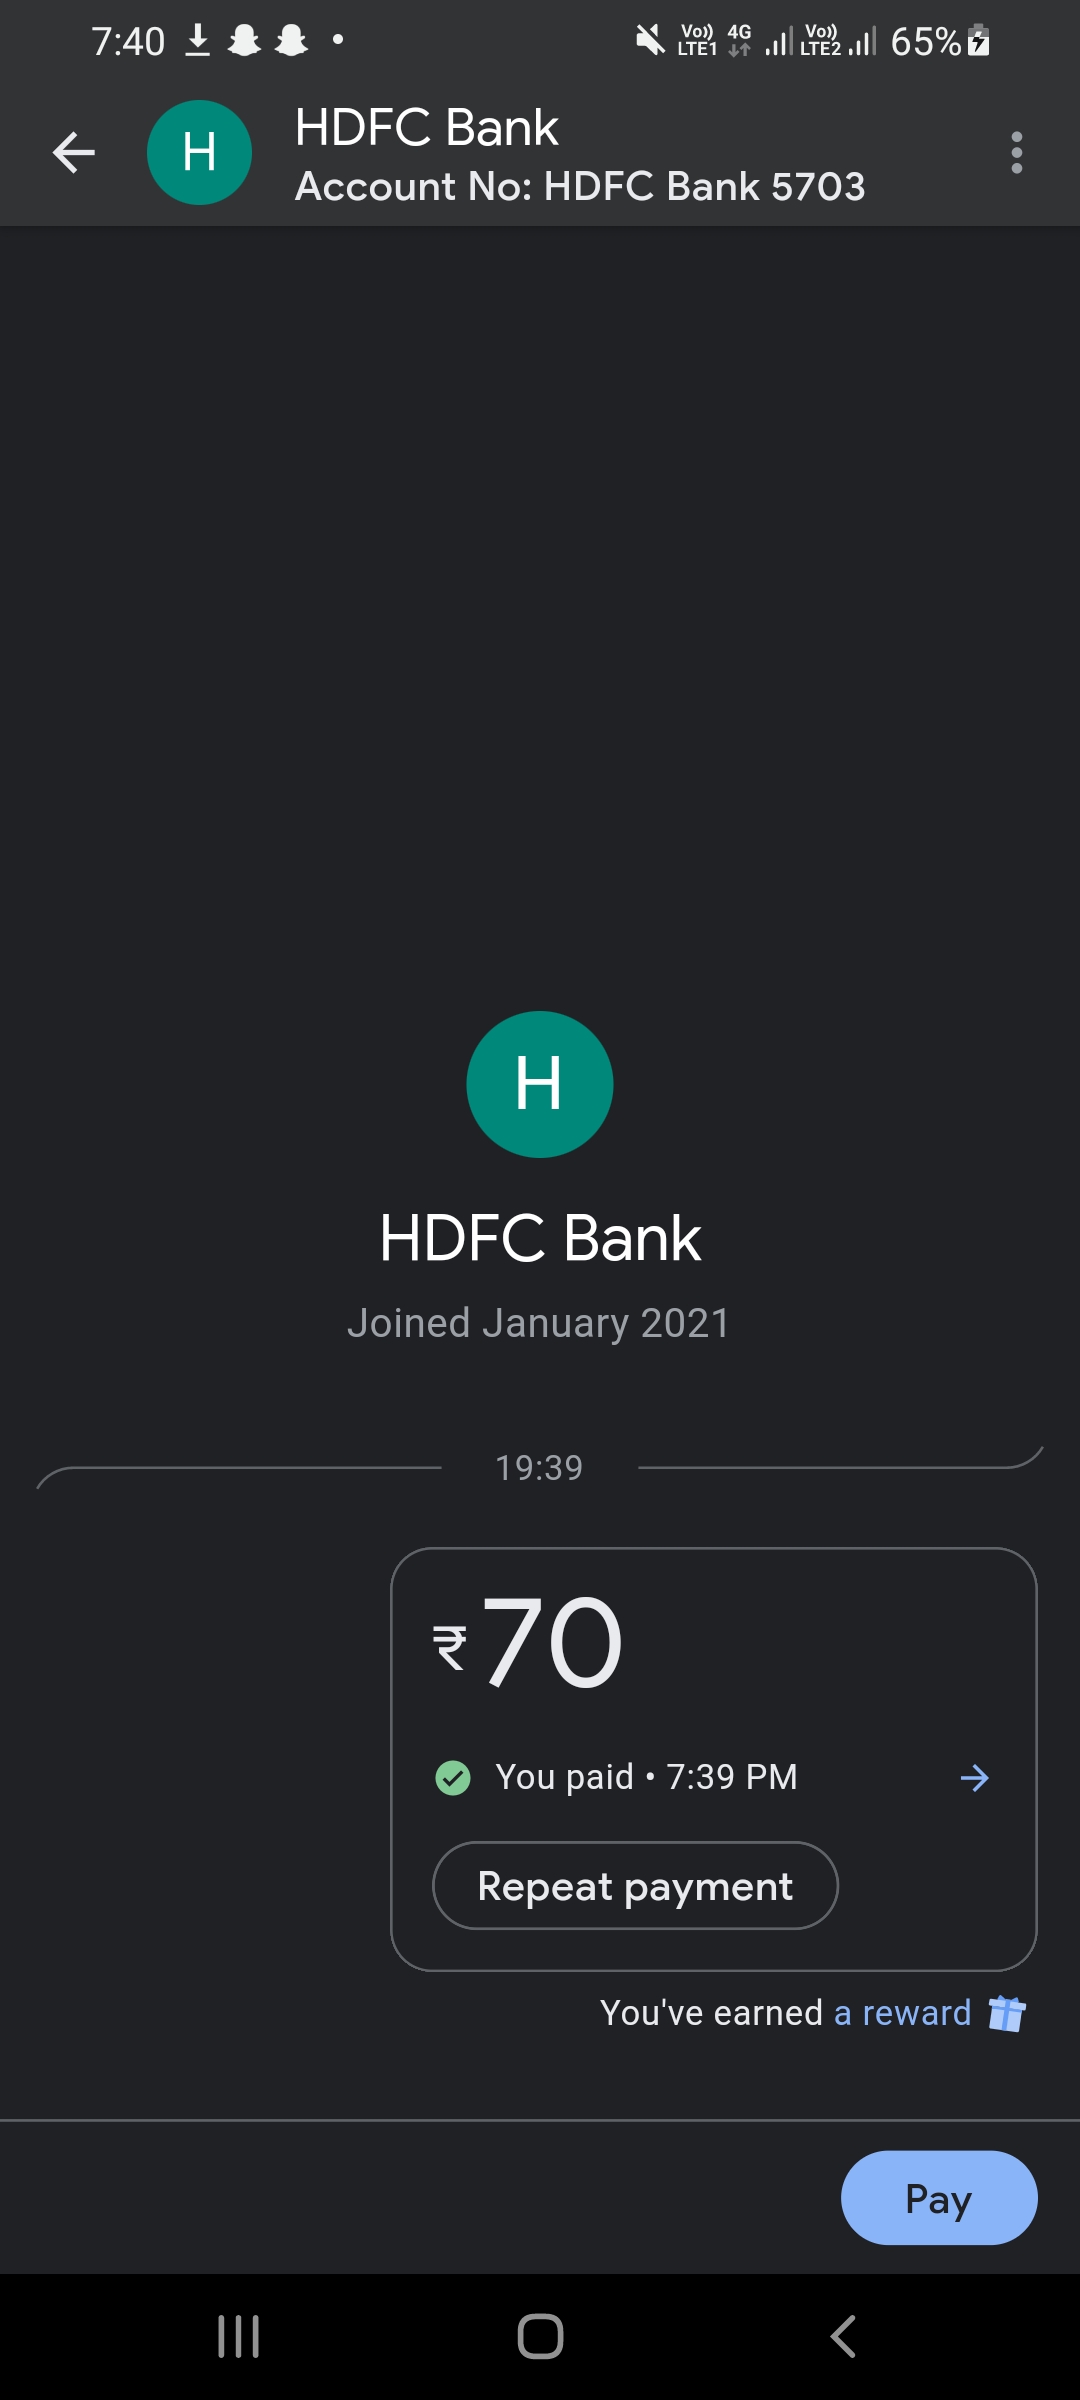 7:40
Vo)) LTE1 4G Vo)) LTE2 65%
H
HDFC Bank
Account No: HDFC Bank 5703
H
HDFC Bank
Joined January 2021
19:39
₹70
You paid • 7:39 PM
Repeat payment
You've earned a reward
Pay